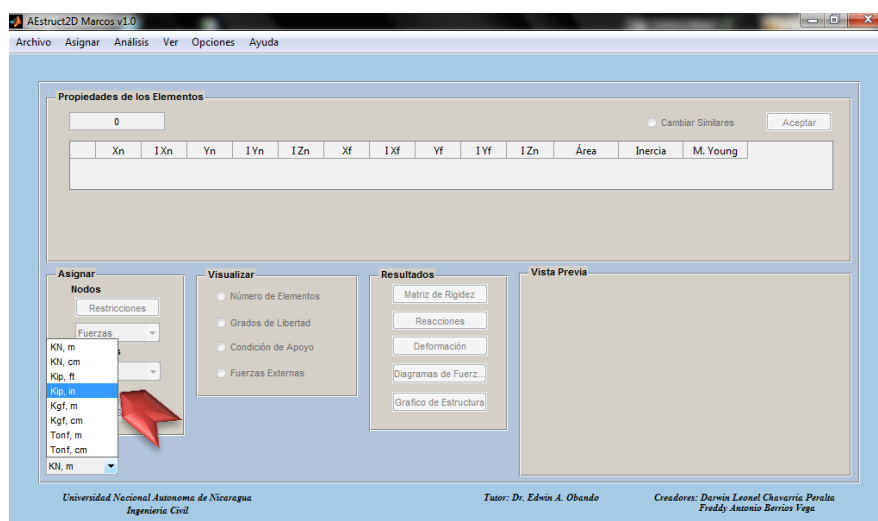 AEstruct2D Marcos v1.0
Archivo Asignar Análisis Ver Opciones Ayuda
Propiedades de los Elementos
0
Cambiar Similares
Aceptar
Xn I Xn Yn I Yn I Zn Xf I Xf Yf I Yf I Zn Área Inercia M. Young
Asignar
Nodos
Restricciones
Fuerzas
KN, m
KN, cm
Kip, ft
Kip, in
Kgf, m
Kgf, cm
Tonf, m
Tonf, cm
KN, m
Visualizar
Número de Elementos
Grados de Libertad
Condición de Apoyo
Fuerzas Externas
Resultados
Matriz de Rigidez
Reacciones
Deformación
Diagramas de Fuerz...
Grafico de Estructura
Vista Previa
Universidad Nacional Autonoma de Nicaragua
Ingenieria Civil
Tutor: Dr. Edwin A. Obando
Creadores: Darwin Leonel Chavarria Peralta
Freddy Antonio Berrios Vega